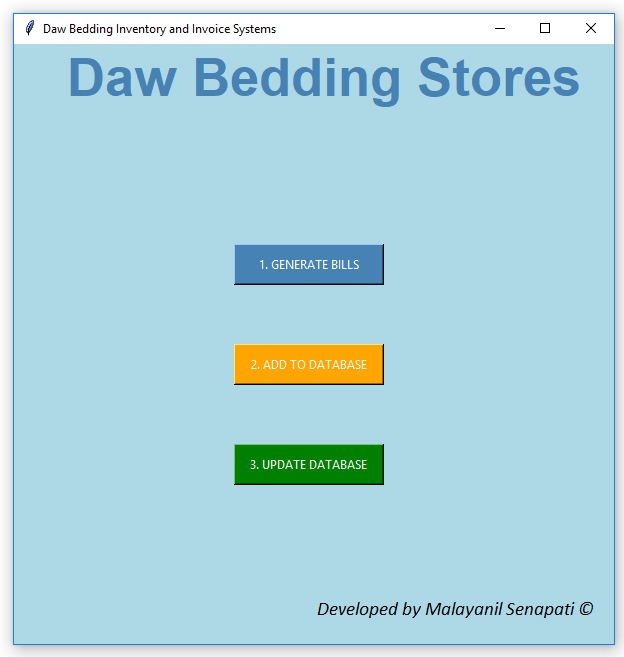 Daw Bedding Inventory and Invoice Systems
Daw Bedding Stores
1. GENERATE BILLS
2. ADD TO DATABASE
3. UPDATE DATABASE
Developed by Malayanil Senapati ©